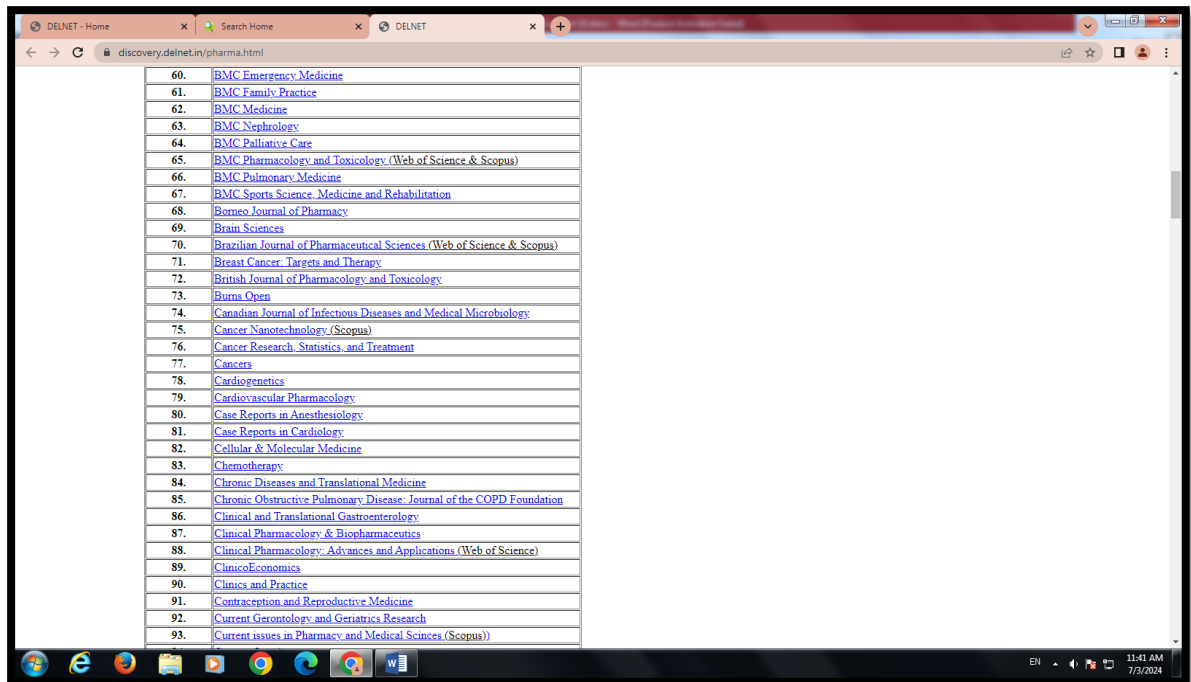 DELNET - Home
Search Home
DELNET
discovery.delnet.in/pharma.html
60. BMC Emergency Medicine
61. BMC Family Practice
62. BMC Medicine
63. BMC Nephrology
64. BMC Palliative Care
65. BMC Pharmacology and Toxicology (Web of Science & Scopus)
66. BMC Pulmonary Medicine
67. BMC Sports Science, Medicine and Rehabilitation
68. Borneo Journal of Pharmacy
69. Brain Sciences
70. Brazilian Journal of Pharmaceutical Sciences (Web of Science & Scopus)
71. Breast Cancer: Targets and Therapy
72. British Journal of Pharmacology and Toxicology
73. Burns Open
74. Canadian Journal of Infectious Diseases and Medical Microbiology
75. Cancer Nanotechnology (Scopus)
76. Cancer Research, Statistics, and Treatment
77. Cancers
78. Cardiogenetics
79. Cardiovascular Pharmacology
80. Case Reports in Anesthesiology
81. Case Reports in Cardiology
82. Cellular & Molecular Medicine
83. Chemotherapy
84. Chronic Diseases and Translational Medicine
85. Chronic Obstructive Pulmonary Disease: Journal of the COPD Foundation
86. Clinical and Translational Gastroenterology
87. Clinical Pharmacology & Biopharmaceutics
88. Clinical Pharmacology: Advances and Applications (Web of Science)
89. ClinicoEconomics
90. Clinics and Practice
91. Contraception and Reproductive Medicine
92. Current Gerontology and Geriatrics Research
93. Current issues in Pharmacy and Medical Scinces (Scopus))
EN
11:41 AM
7/3/2024